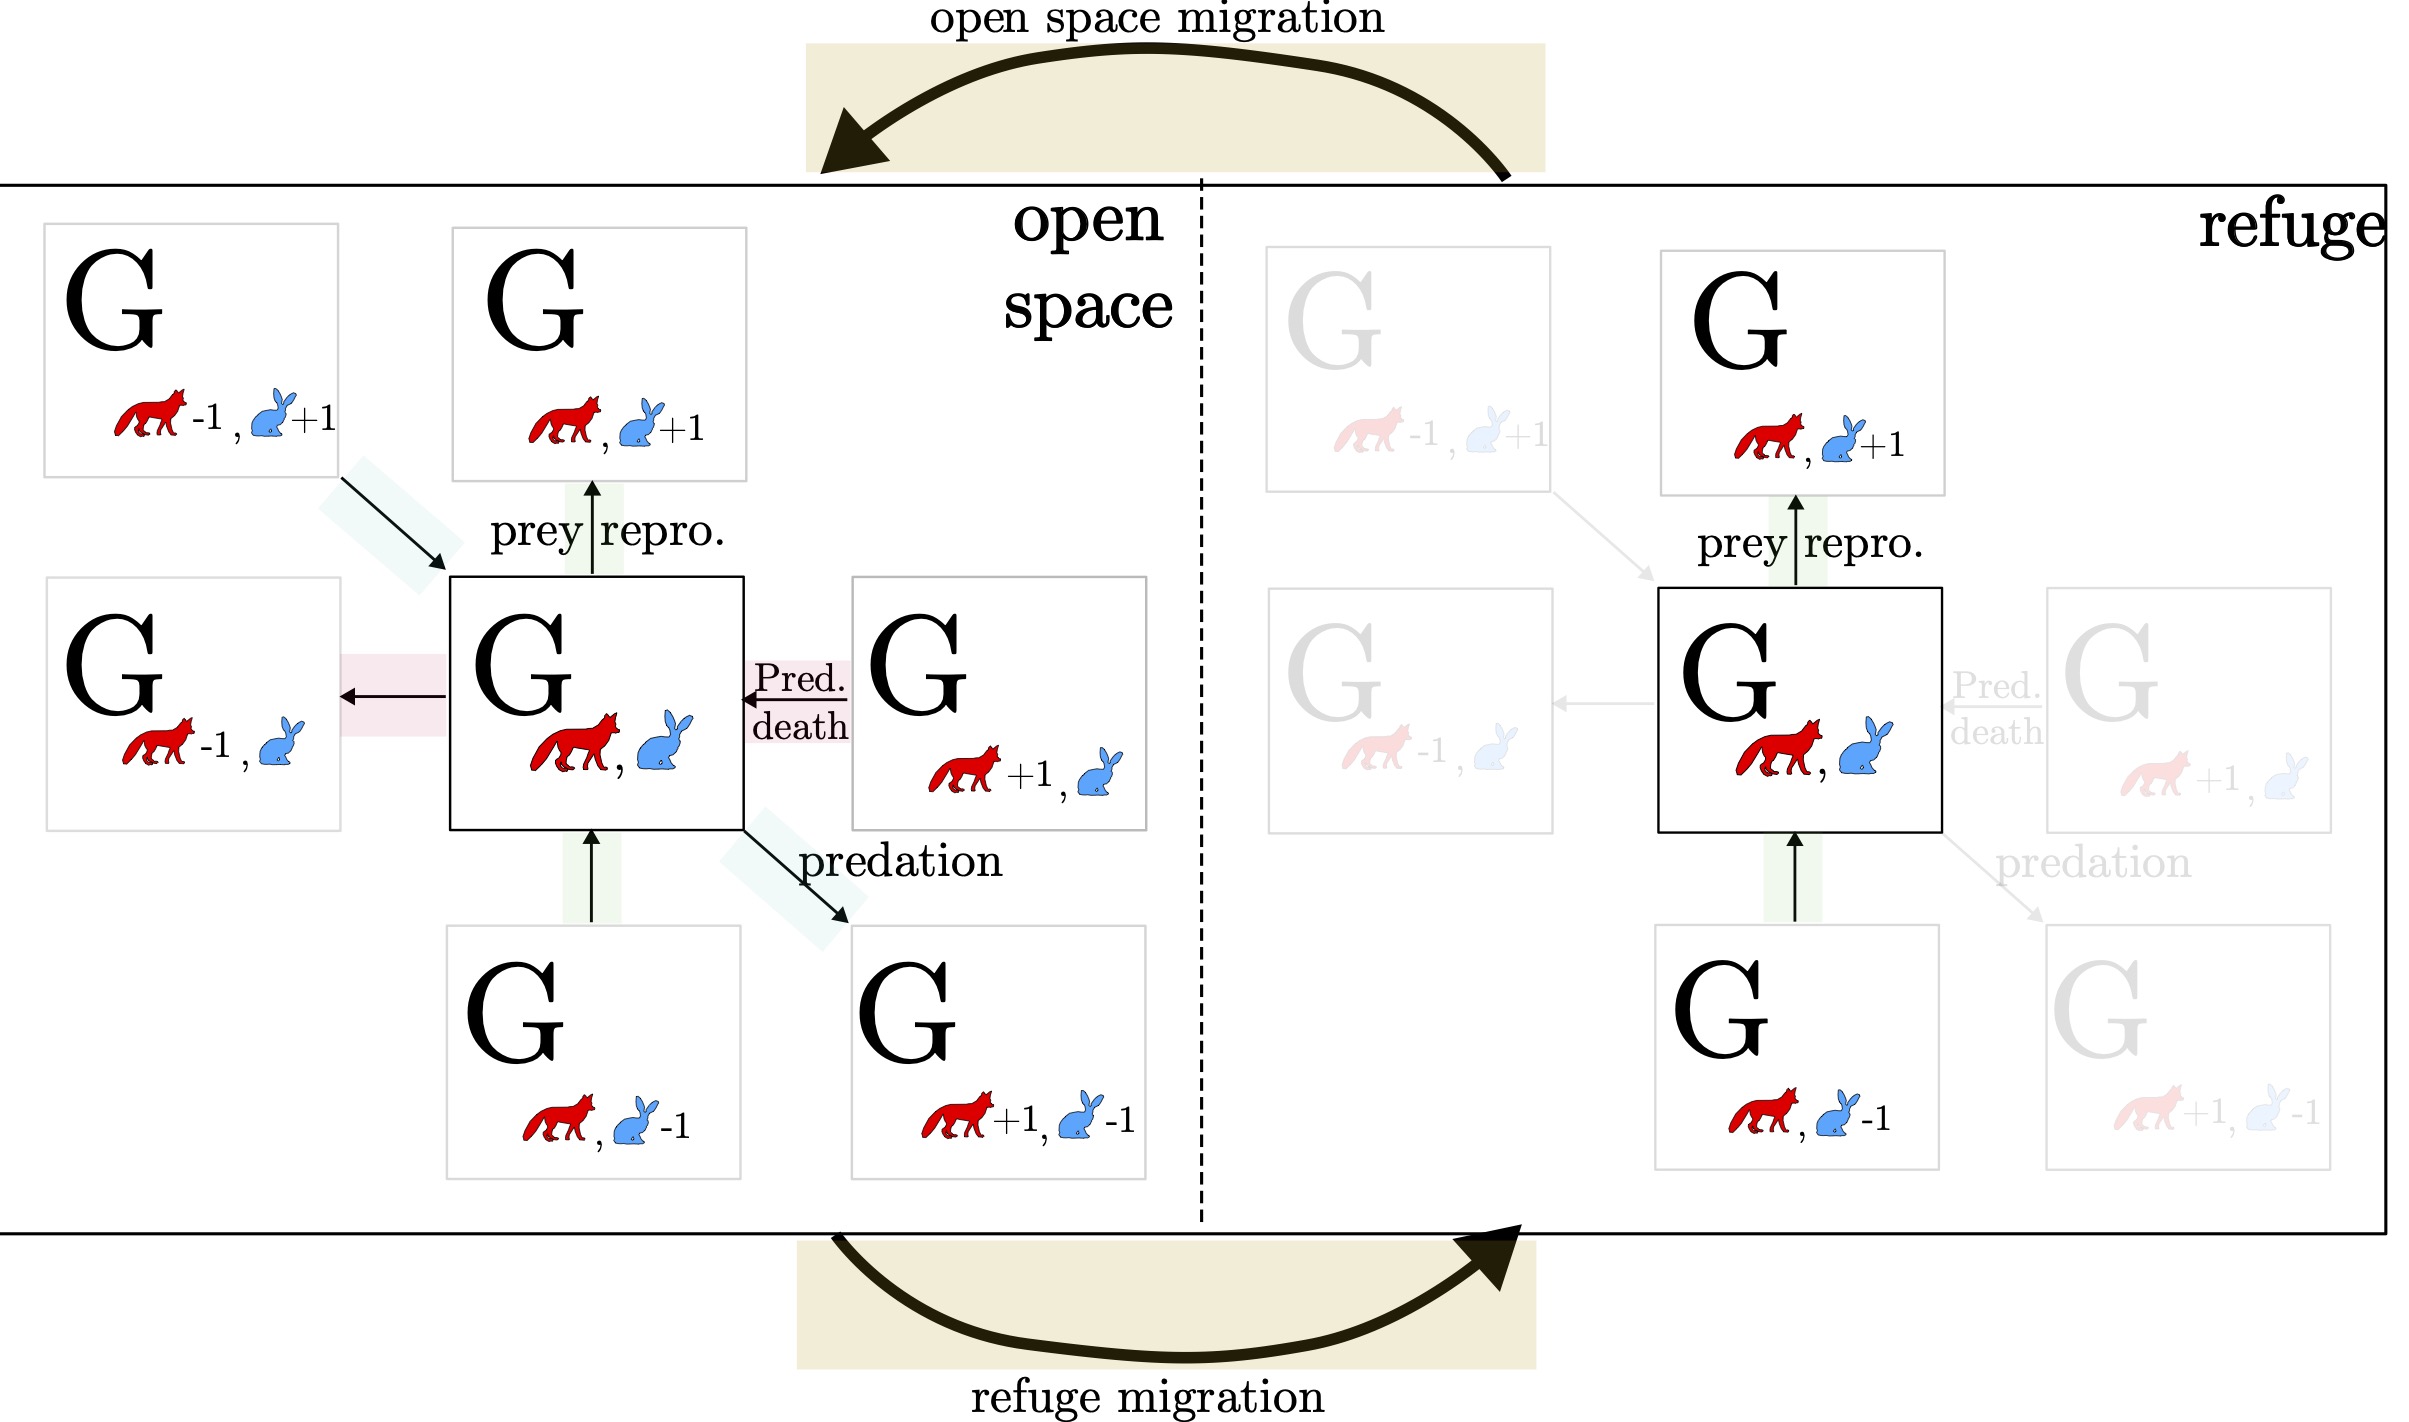 open space migration
open
space
refuge
G
-1 , +1
G
, +1
G
-1 , +1
G
, +1
prey repro.
prey repro.
G
-1 ,
G
,
Pred.
death
G
+1 ,
G
-1 ,
G
,
Pred.
death
G
+1 ,
predation
predation
G
, -1
G
+1, -1
G
, -1
G
+1, -1
refuge migration